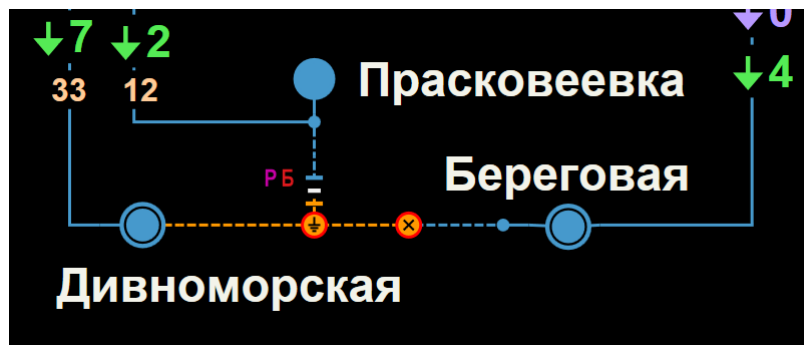 7 2 0
33 12 Прасковеевка 4
РБ Береговая
Дивноморская